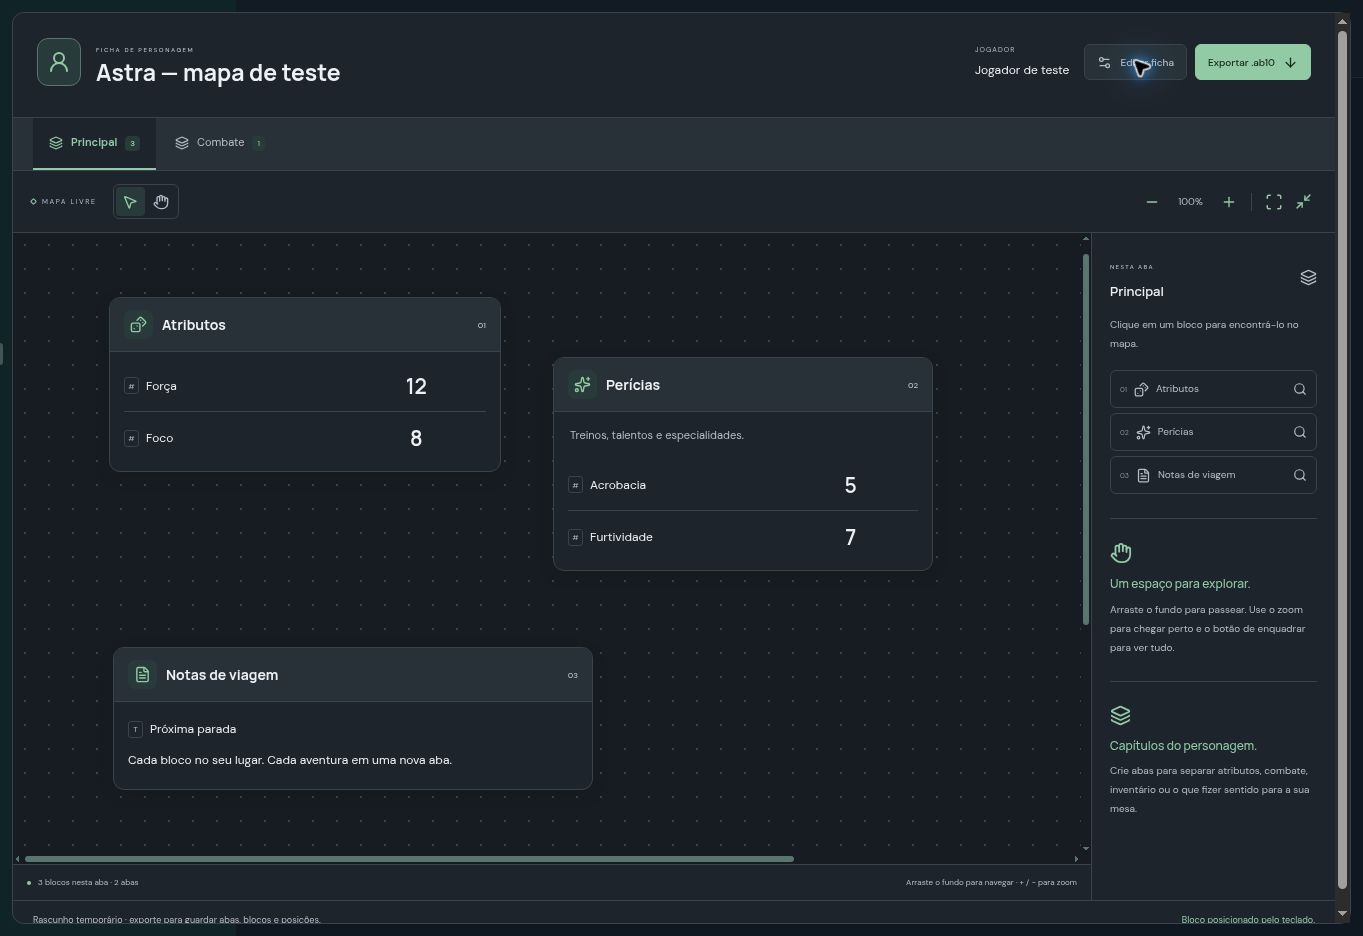 FICHA DE PERSONAGEM
Astra — mapa de teste
JOGADOR
Jogador de teste
ficha
Exportar .ab10
Principal 3
Combate 1
MAPA LIVRE
100%
Atributos 01
# Força 12
# Foco 8
Perícias 02
Treinos, talentos e especialidades.
# Acrobacia 5
# Furtividade 7
Notas de viagem 03
T Próxima parada
Cada bloco no seu lugar. Cada aventura em uma nova aba.
NESTA ABA
Principal
Clique em um bloco para encontrá-lo no
mapa.
01 Atributos
02 Perícias
03 Notas de viagem
Um espaço para explorar.
Arraste o fundo para passear. Use o zoom
para chegar perto e o botão de enquadrar
para ver tudo.
Capítulos do personagem.
Crie abas para separar atributos, combate,
inventário ou o que fizer sentido para a sua
mesa.
3 blocos nesta aba · 2 abas
Arraste o fundo para navegar · + / − para zoom
Rascunho temporário · exporte para guardar abas, blocos e posições.
Bloco posicionado pelo teclado.